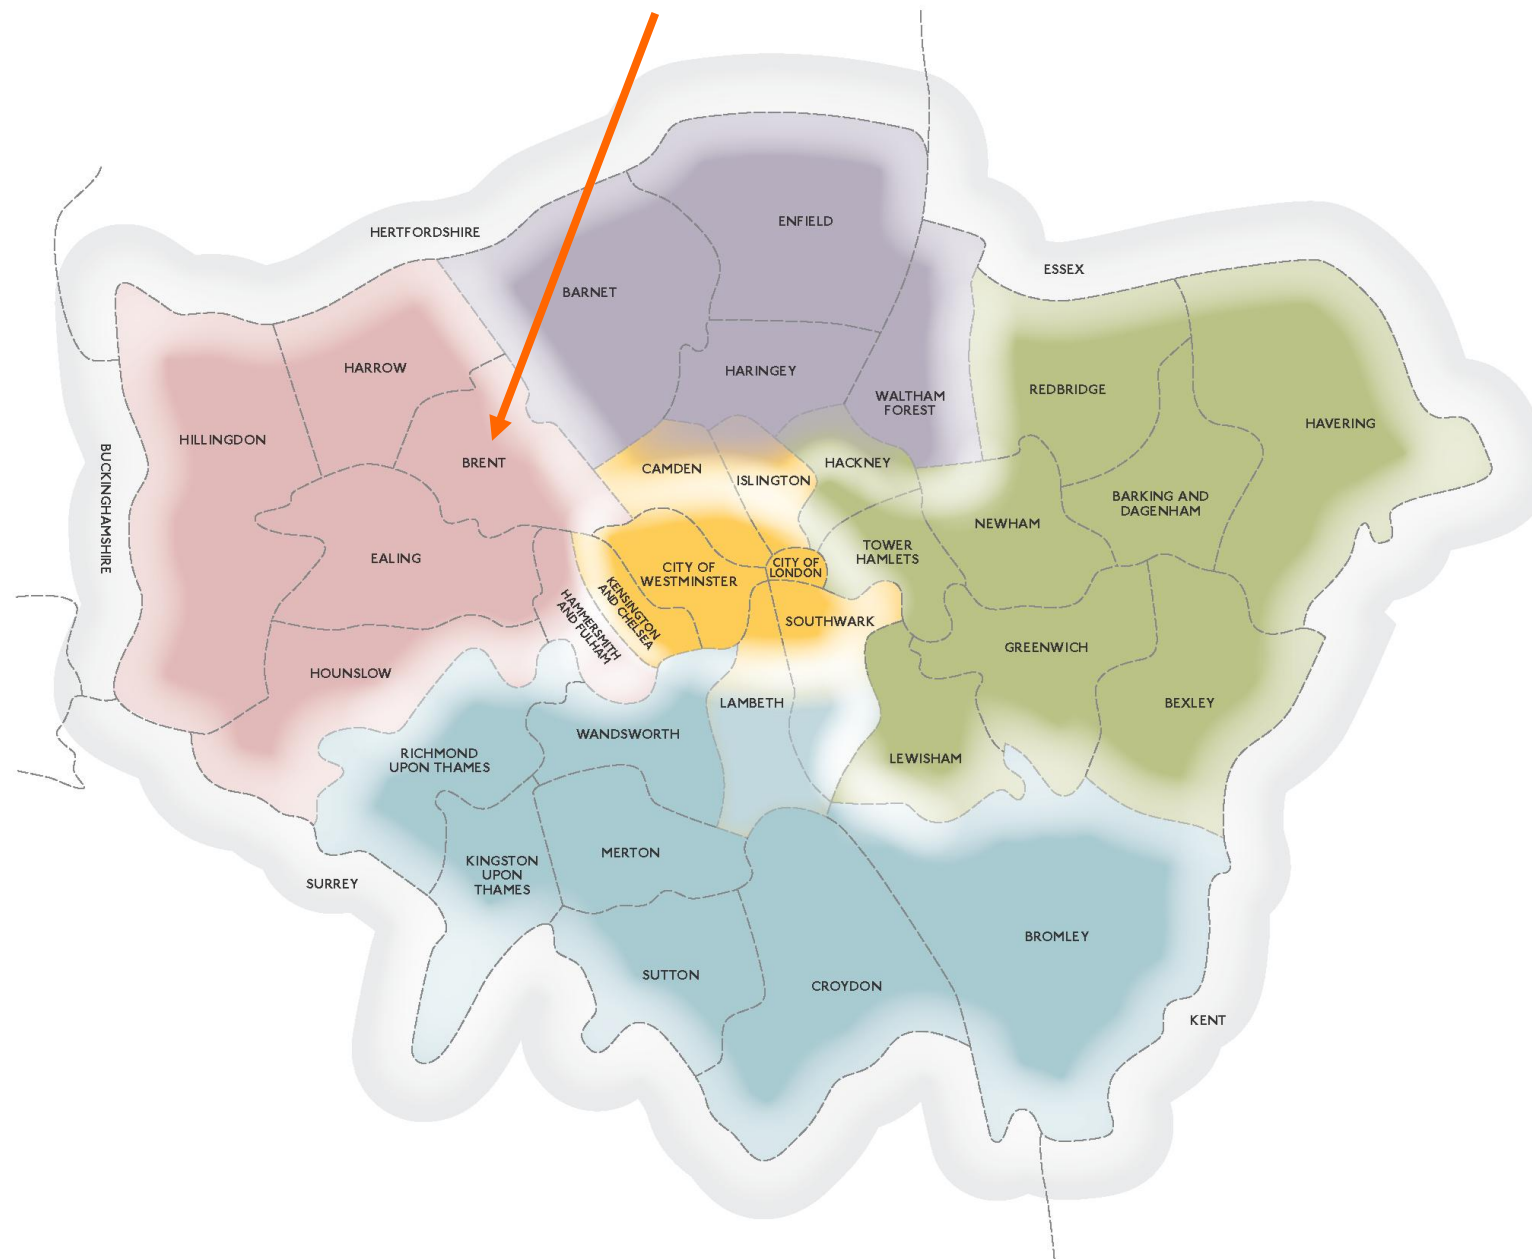 ENFIELD
HERTFORDSHIRE
ESSEX
BARNET
HARROW
HARINGEY
REDBRIDGE
WALTHAM
FOREST
HAVERING
HILLINGDON
BRENT
CAMDEN
ISLINGTON
HACKNEY
BUCKINGHAMSHIRE
BARKING AND
DAGENHAM
NEWHAM
EALING
TOWER
HAMLETS
CITY OF
WESTMINSTER
CITY OF
LONDON
KENSINGTON
AND CHELSEA
HAMMERSMITH
AND FULHAM
SOUTHWARK
GREENWICH
HOUNSLOW
LAMBETH
BEXLEY
WANDSWORTH
RICHMOND
UPON THAMES
LEWISHAM
MERTON
KINGSTON
UPON
THAMES
SURREY
BROMLEY
SUTTON
CROYDON
KENT